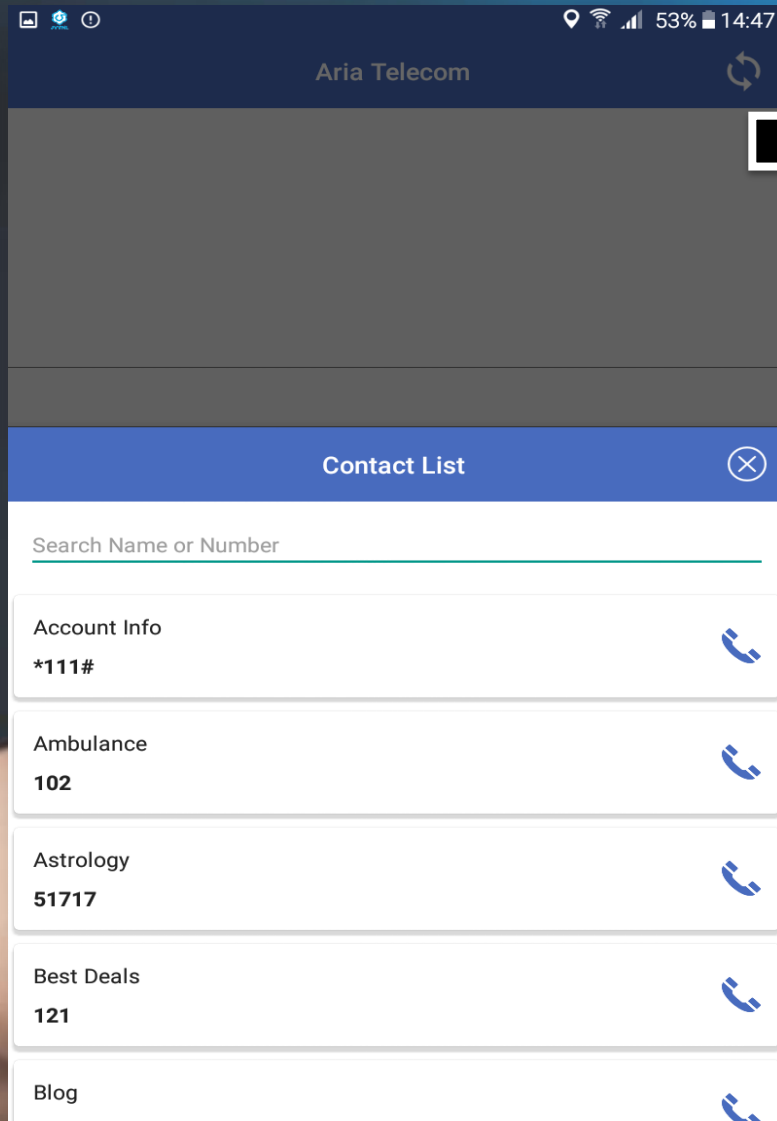 53% 14:47
Aria Telecom
Contact List
Search Name or Number
Account Info
*111#
Ambulance
102
Astrology
51717
Best Deals
121
Blog